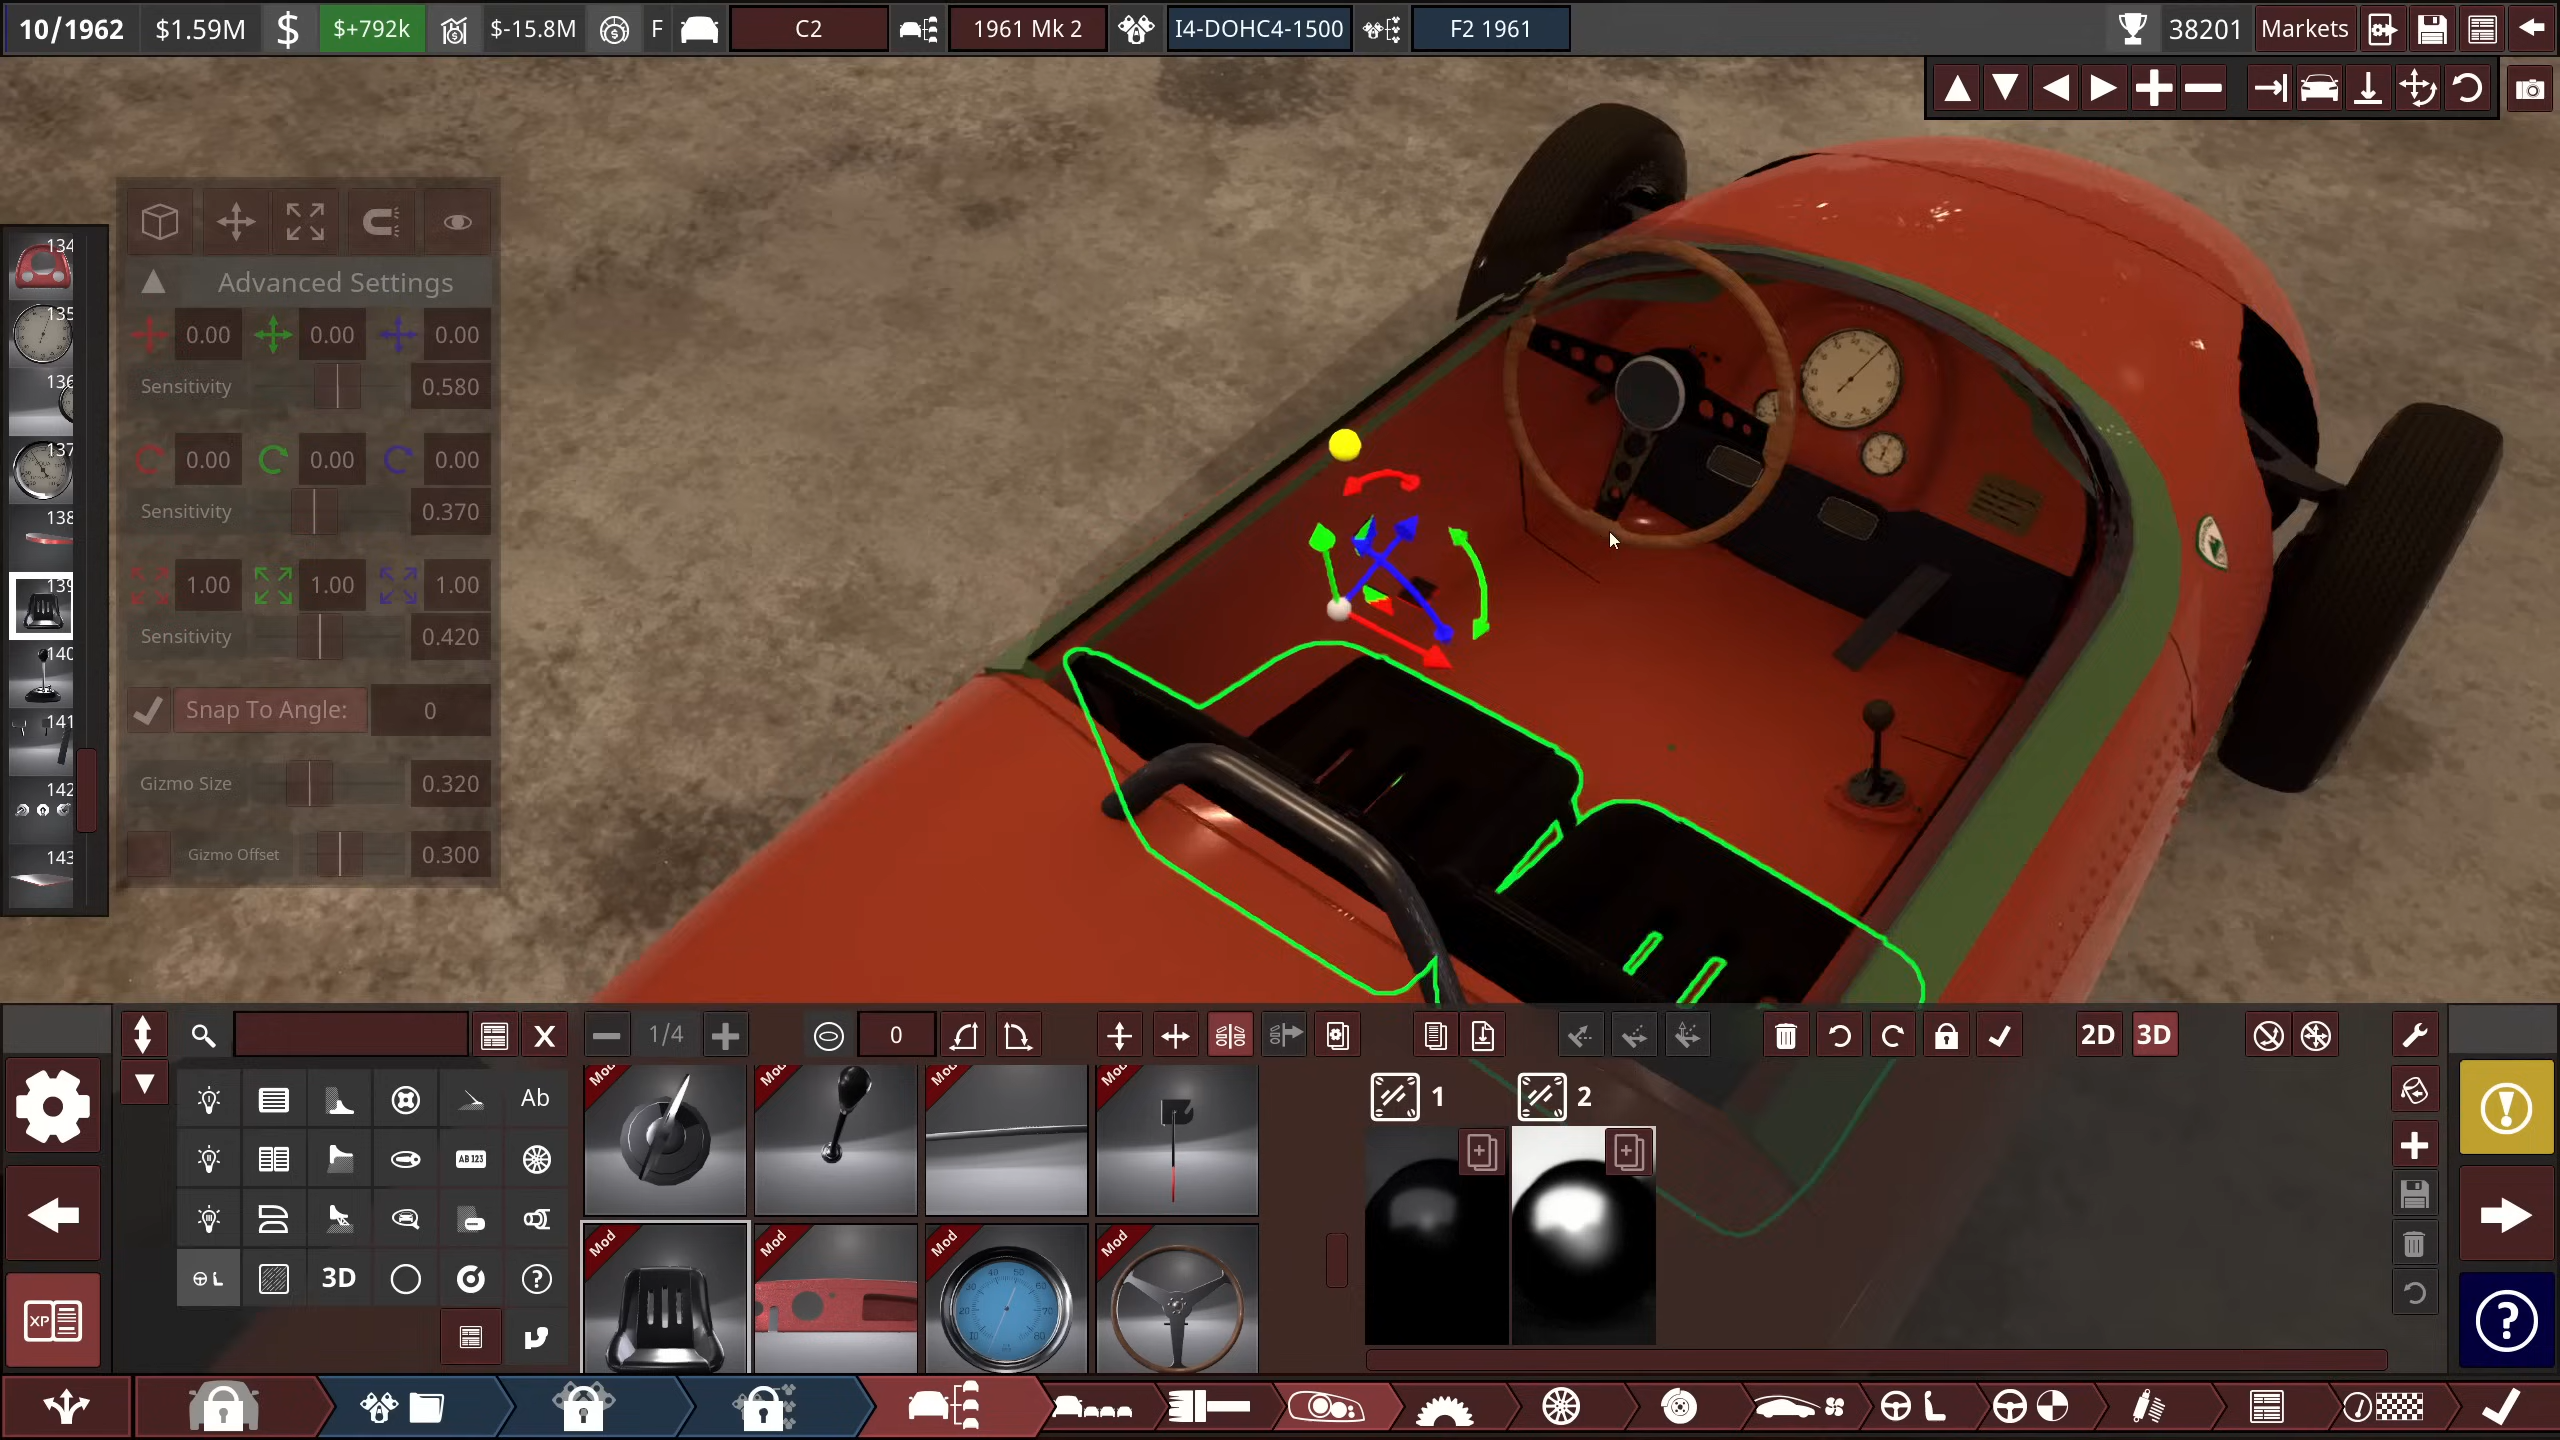 10/1962 $1.59M $+792k $-15.8M F C2 1961 Mk 2 I4-DOHC4-1500 F2 1961 38201 Markets
Advanced Settings
0.00 0.00 0.00
Sensitivity 0.580
0.00 0.00 0.00
Sensitivity 0.370
1.00 1.00 1.00
Sensitivity 0.420
Snap To Angle: 0
Gizmo Size 0.320
Gizmo Offset 0.300
134
135
136
137
138
139
140
141
142
143
1/4 0 2D 3D
Ab
AB 123
3D
XP
Mod Mod Mod Mod
Mod Mod Mod Mod
1 2